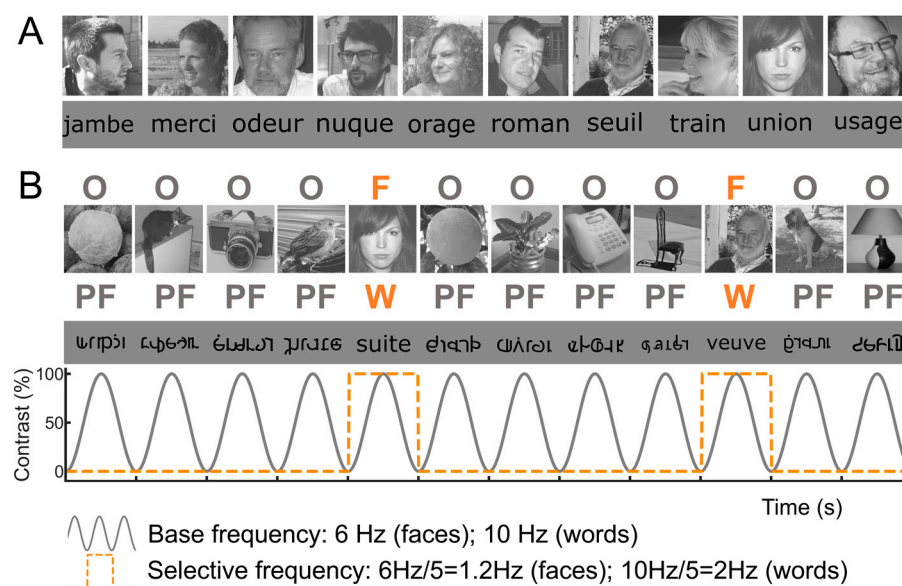 A
jambe merci odeur nuque orage roman seuil train union usage
B
O O O O F O O O O F O O
PF PF PF PF W PF PF PF PF W PF PF
suite veuve
100
50
0
Contrast (%)
Time (s)
Base frequency: 6 Hz (faces); 10 Hz (words)
Selective frequency: 6Hz/5=1.2Hz (faces); 10Hz/5=2Hz (words)